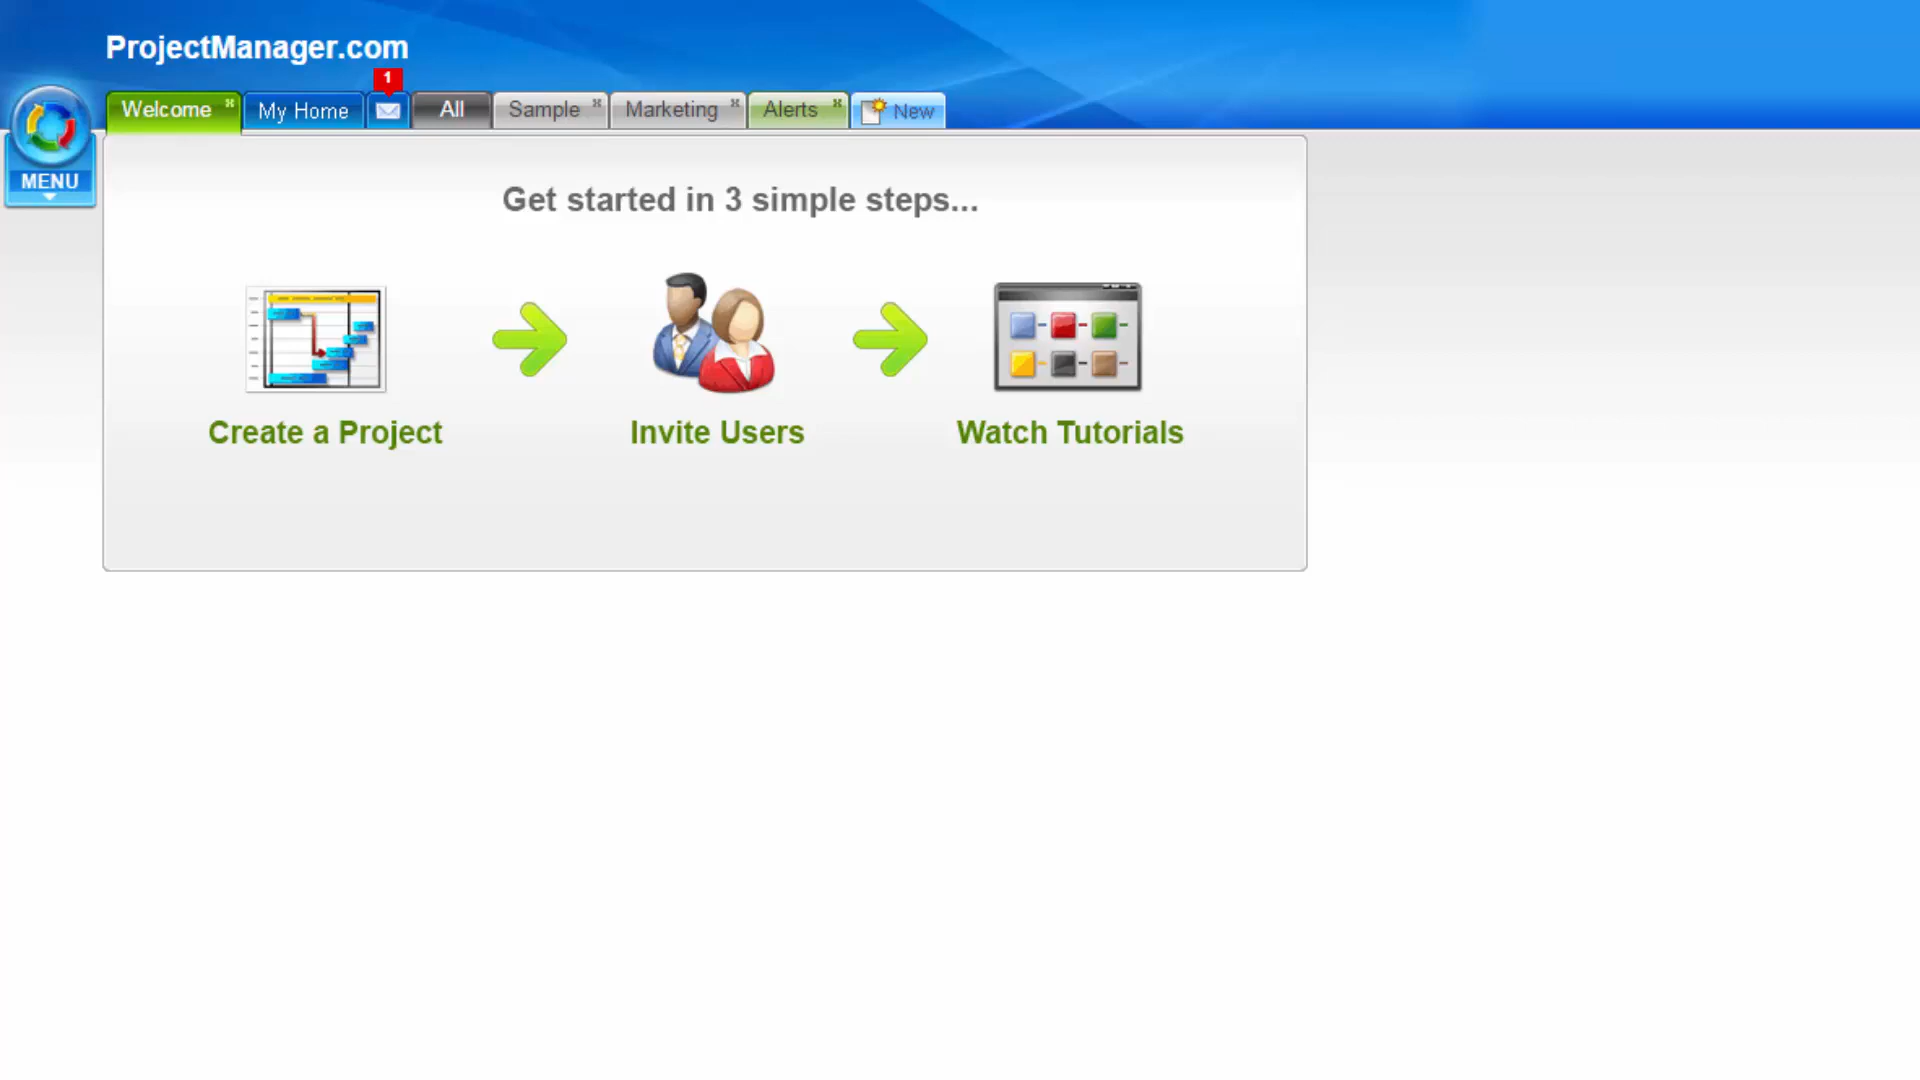 ProjectManager.com
1
Welcome My Home All Sample Marketing Alerts New
MENU
Get started in 3 simple steps...
Create a Project Invite Users Watch Tutorials